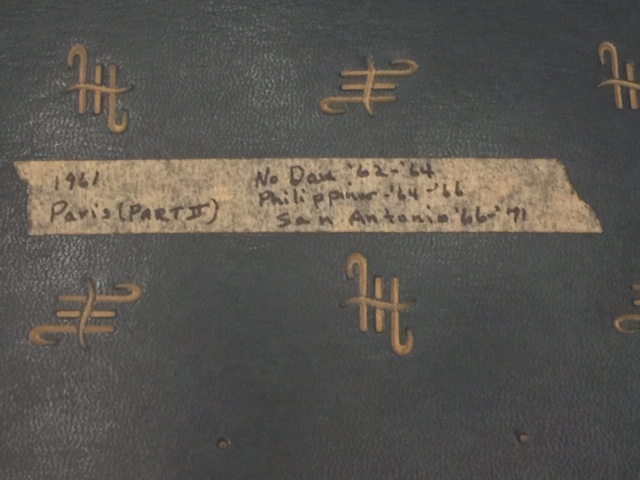 1961
Paris (PART II)
No Dak '62-'64
Philippines '64-'66
San Antonio '66-'71